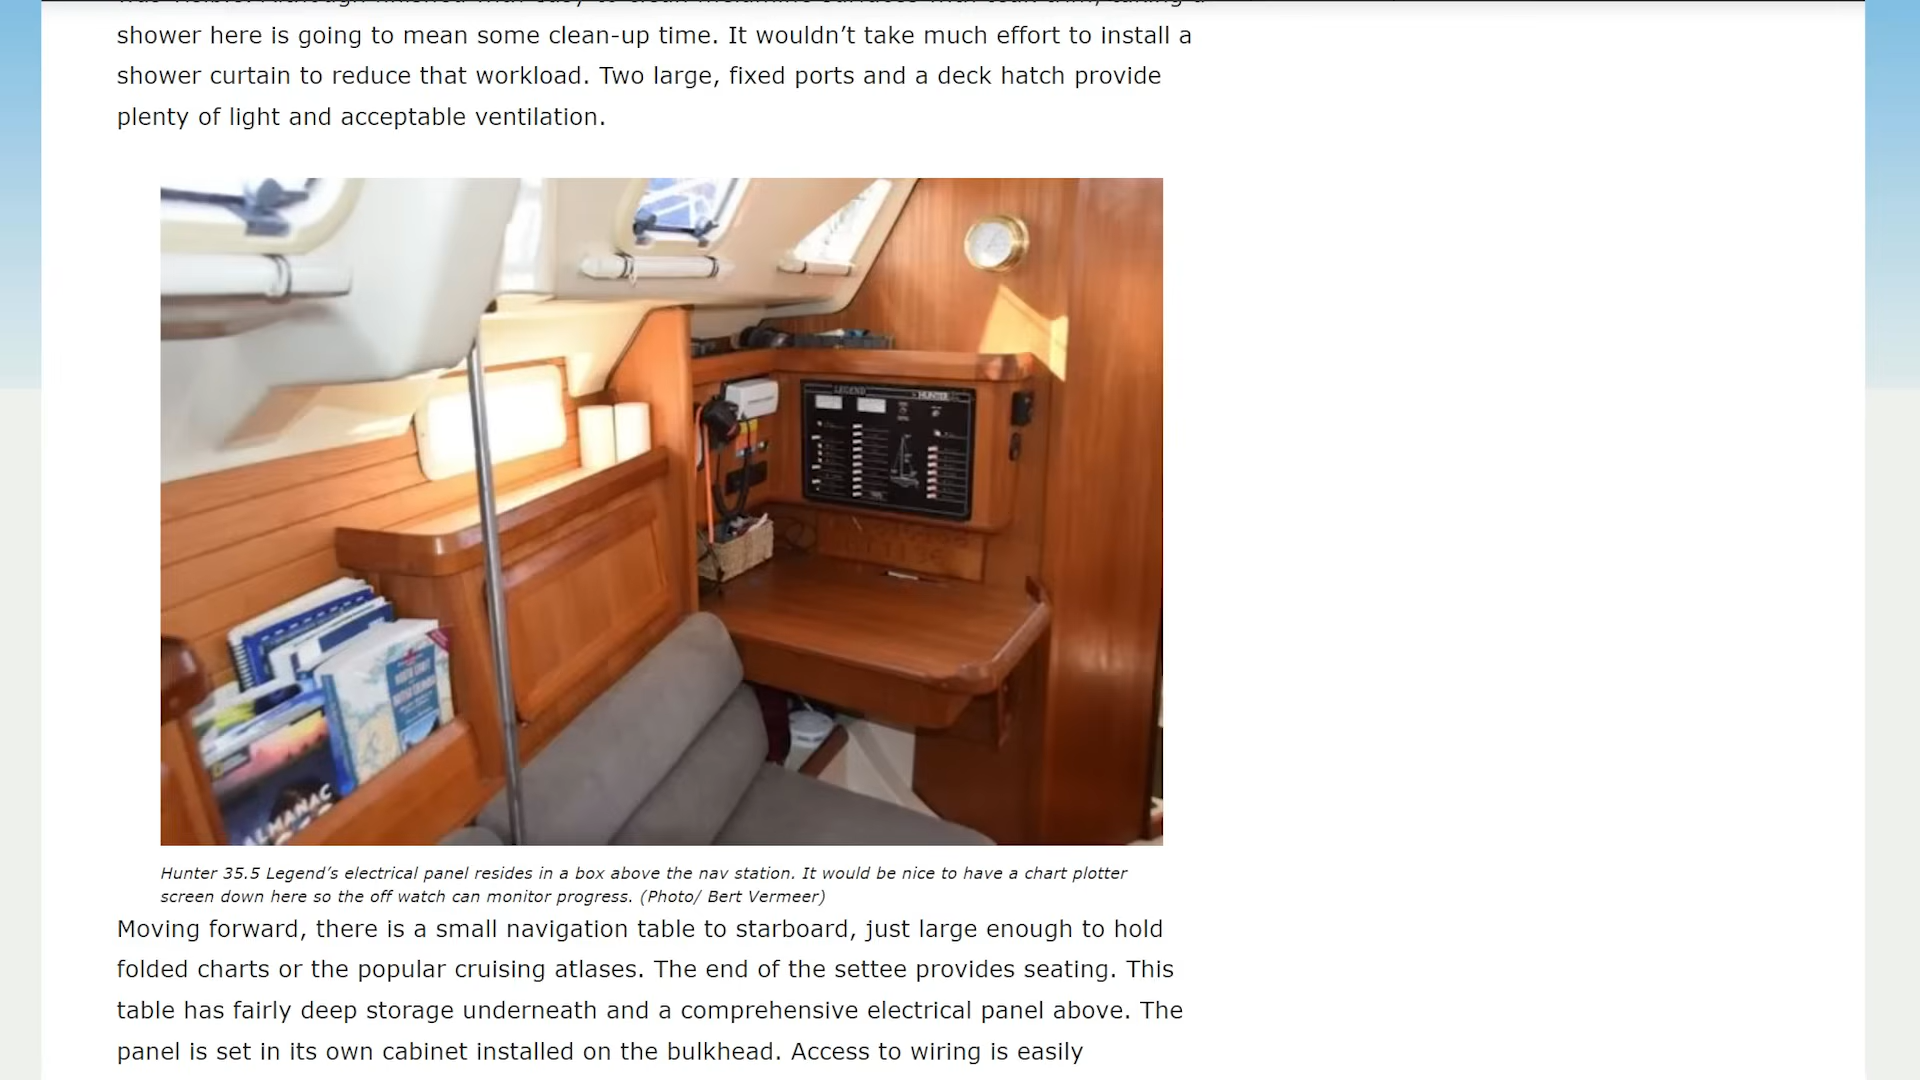 shower here is going to mean some clean-up time. It wouldn’t take much effort to install a
shower curtain to reduce that workload. Two large, fixed ports and a deck hatch provide
plenty of light and acceptable ventilation.
LEGEND
HUNTER
ALMANAC
Hunter 35.5 Legend’s electrical panel resides in a box above the nav station. It would be nice to have a chart plotter
screen down here so the off watch can monitor progress. (Photo/ Bert Vermeer)
Moving forward, there is a small navigation table to starboard, just large enough to hold
folded charts or the popular cruising atlases. The end of the settee provides seating. This
table has fairly deep storage underneath and a comprehensive electrical panel above. The
panel is set in its own cabinet installed on the bulkhead. Access to wiring is easily